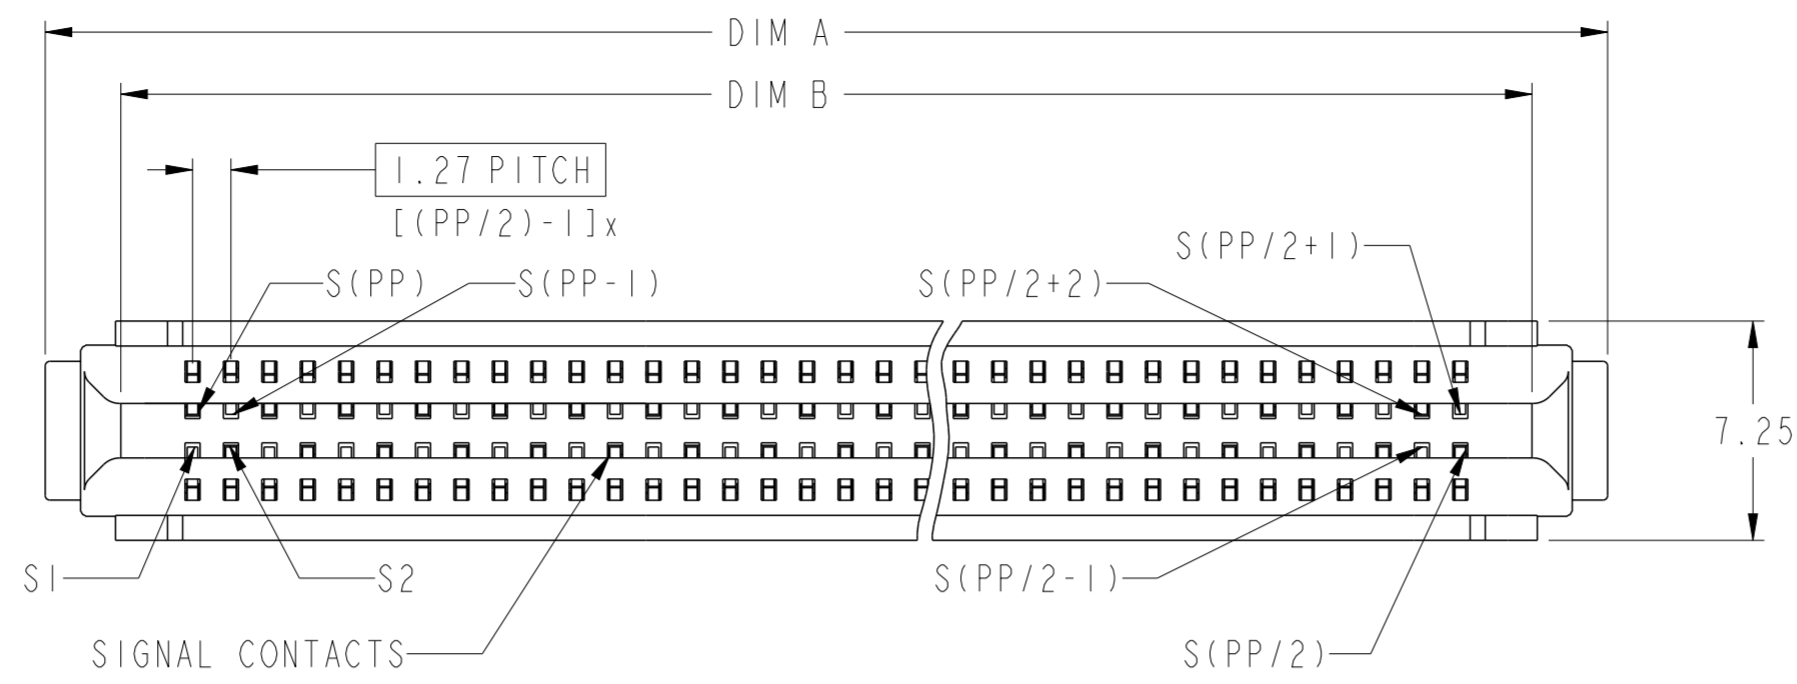 DIM A
DIM B
1.27 PITCH
[(PP/2)-1]x
S(PP/2+1)
S(PP)
S(PP-1)
S(PP/2+2)
7.25
S1
S2
S(PP/2-1)
SIGNAL CONTACTS
S(PP/2)